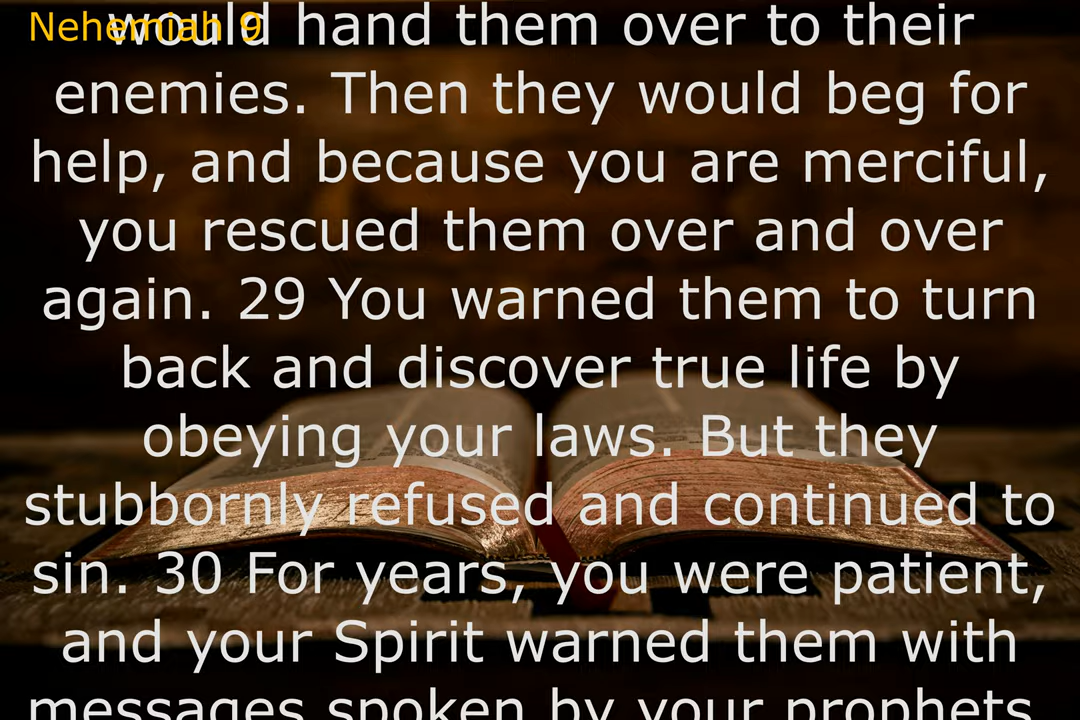 Nehemiah 9
would hand them over to their
enemies. Then they would beg for
help, and because you are merciful,
you rescued them over and over
again. 29 You warned them to turn
back and discover true life by
obeying your laws. But they
stubbornly refused and continued to
sin. 30 For years, you were patient,
and your Spirit warned them with
messages spoken by your prophets.